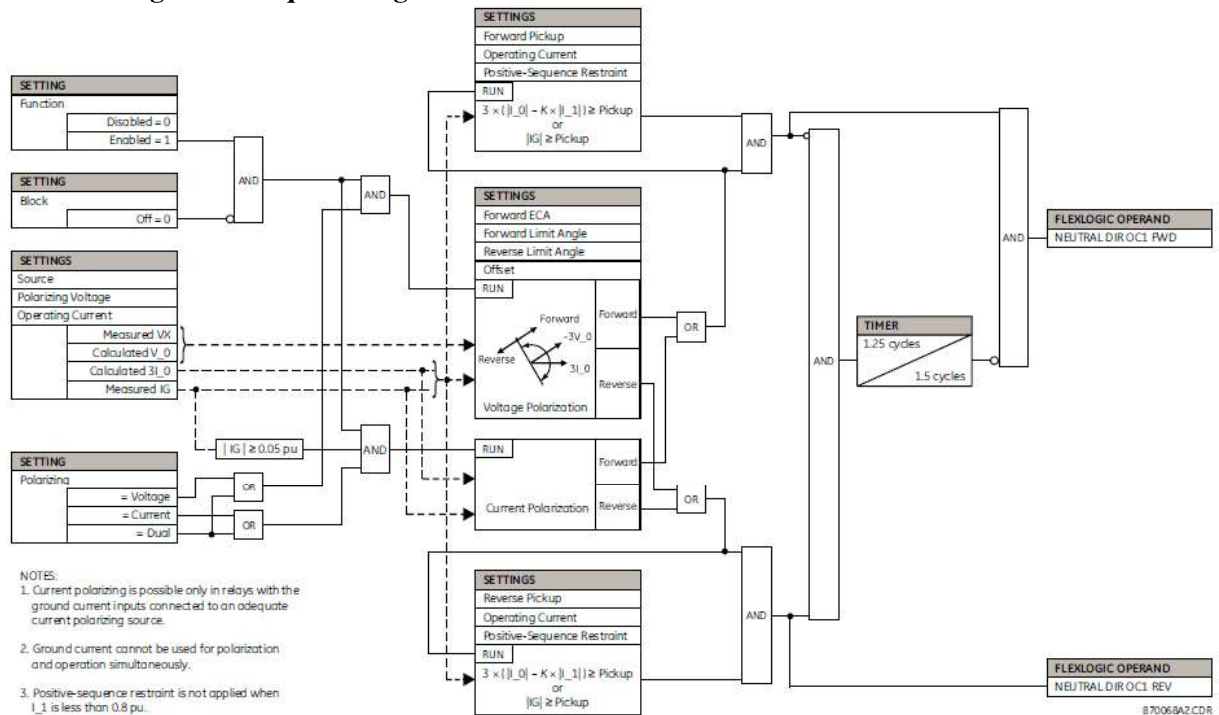 SETTING
Function
Disabled = 0
Enabled = 1
SETTING
Block
Off = 0
SETTINGS
Source
Polarizing Voltage
Operating Current
Measured VX
Calculated V_0
Calculated 3I_0
Measured IG
| IG | ≥ 0.05 pu
SETTING
Polarizing
= Voltage
= Current
= Dual
OR
OR
AND
AND
AND
NOTES:
1. Current polarizing is possible only in relays with the
ground current inputs connected to an adequate
current polarizing source.
2. Ground current cannot be used for polarization
and operation simultaneously.
3. Positive-sequence restraint is not applied when
I_1 is less than 0.8 pu.
SETTINGS
Forward Pickup
Operating Current
Positive-Sequence Restraint
RUN
3 × (|I_0| – K × |I_1|) ≥ Pickup
or
|IG| ≥ Pickup
SETTINGS
Forward ECA
Forward Limit Angle
Reverse Limit Angle
Offset
RUN
Forward
-3V_0
Reverse
3I_0
Voltage Polarization
Forward
Reverse
RUN
Current Polarization
Forward
Reverse
SETTINGS
Reverse Pickup
Operating Current
Positive-Sequence Restraint
RUN
3 × (|I_0| – K × |I_1|) ≥ Pickup
or
|IG| ≥ Pickup
OR
OR
AND
AND
AND
TIMER
1.25 cycles
1.5 cycles
AND
FLEXLOGIC OPERAND
NEUTRAL DIR OC1 FWD
FLEXLOGIC OPERAND
NEUTRAL DIR OC1 REV
870068A2.CDR